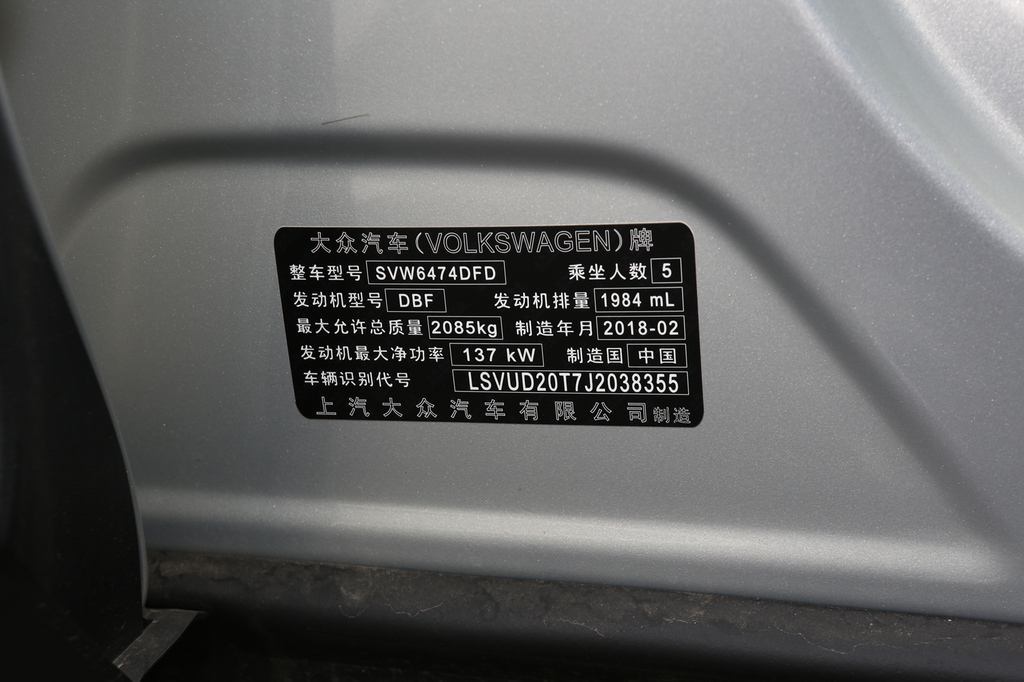 大众汽车(VOLKSWAGEN)牌
整车型号 SVW6474DFD 乘坐人数 5
发动机型号 DBF 发动机排量 1984 mL
最大允许总质量 2085kg 制造年月 2018-02
发动机最大净功率 137 kW 制造国 中国
车辆识别代号 LSVUD20T7J2038355
上汽大众汽车有限公司制造